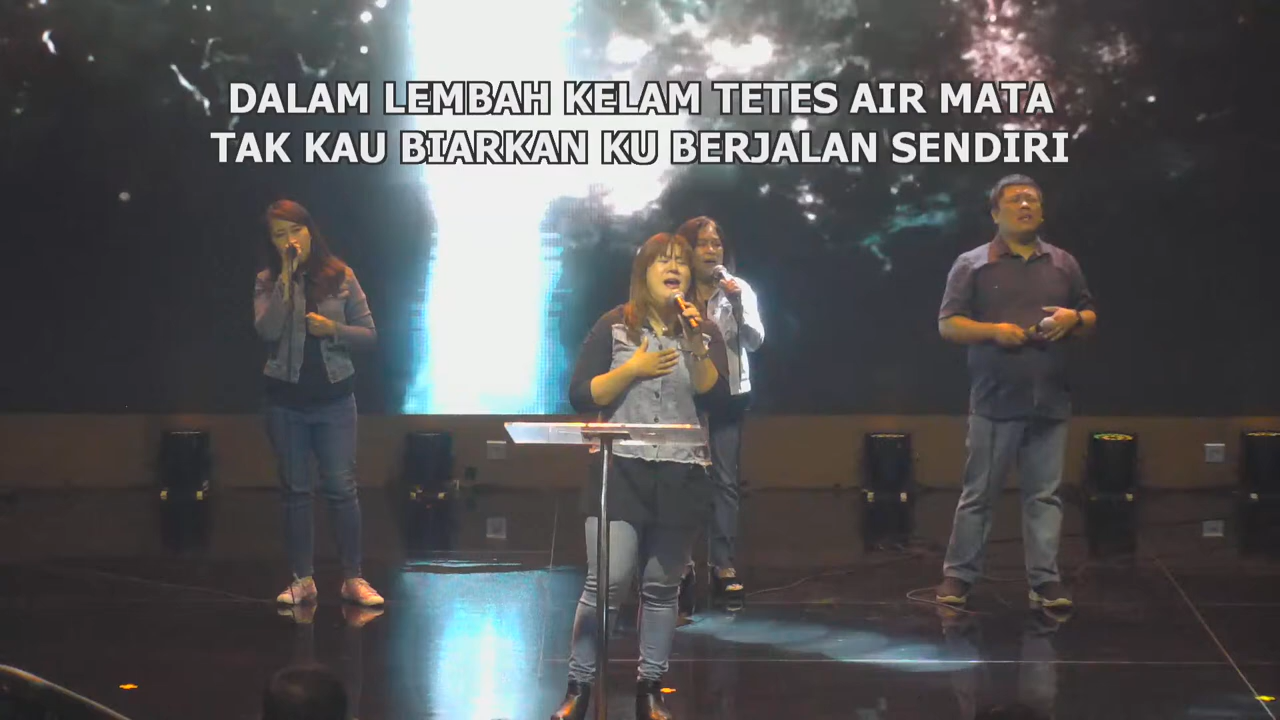 DALAM LEMBAH KELAM TETES AIR MATA
TAK KAU BIARKAN KU BERJALAN SENDIRI